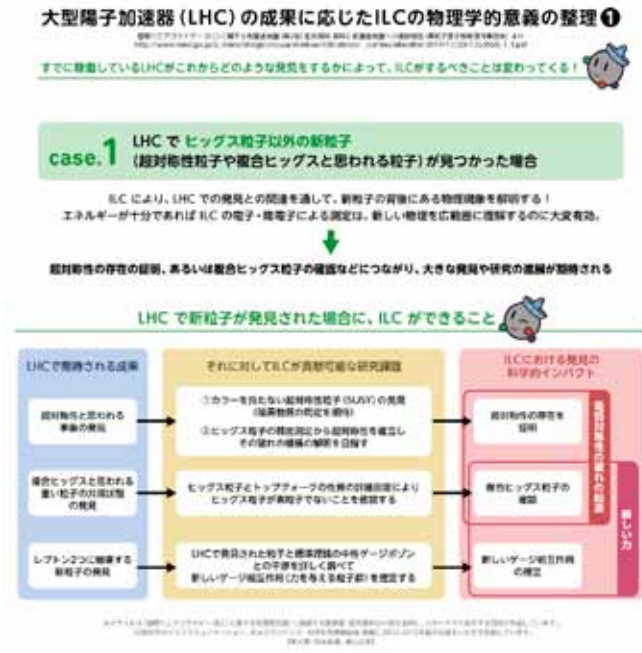 大型陽子加速器(LHC)の成果に応じたILCの物理学的意義の整理❶
すでに稼働しているLHCがこれからどのような発見をするかによって、ILCがするべきことは変わってくる!
case.1
LHC で ヒッグス粒子以外の新粒子
(超対称性粒子や複合ヒッグスと思われる粒子)が見つかった場合
ILC により、LHC での発見との関連を通して、新粒子の背後にある物理現象を解明する!
エネルギーが十分であれば ILC の電子・陽電子による測定は、新しい物理を広範囲に理解するのに大変有効。
超対称性の存在の証明、あるいは複合ヒッグス粒子の確認などにつながり、大きな発見や研究の進展が期待される
LHC で新粒子が発見された場合に、ILC ができること
LHCで期待される成果
それに対してILCが貢献可能な研究課題
ILCにおける発見の
科学的インパクト
超対称性と思われる
事象の発見
①カラーを持たない超対称性粒子(SUSY)の発見
(暗黒物質の同定を期待)
②ヒッグス粒子の精密測定から超対称性を確立し
その破れの機構の解明を目指す
超対称性の存在を
証明
複合ヒッグスと思われる
重い粒子の共鳴状態
の発見
ヒッグス粒子とトップクォークの性質の詳細測定により
ヒッグス粒子が素粒子でないことを確認する
複合ヒッグス粒子の
確認
レプトン2つに崩壊する
新粒子の発見
LHCで発見された粒子と標準理論の中性ゲージボソン
との干渉を詳しく調べて
新しいゲージ相互作用(力を与える粒子群)を推定する
新しいゲージ相互作用
の確立
新しい力